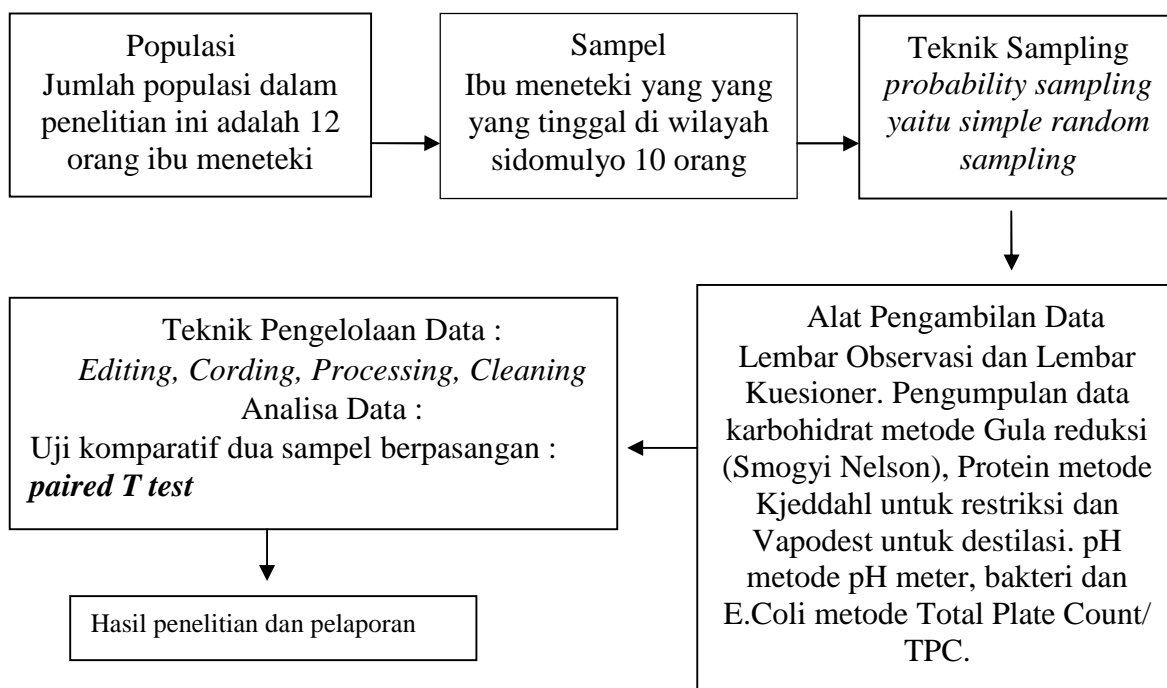 Populasi
Jumlah populasi dalam
penelitian ini adalah 12
orang ibu meneteki
Sampel
Ibu meneteki yang yang
yang tinggal di wilayah
sidomulyo 10 orang
Teknik Sampling
probability sampling
yaitu simple random
sampling
Alat Pengambilan Data
Lembar Observasi dan Lembar
Kuesioner. Pengumpulan data
karbohidrat metode Gula reduksi
(Smogyi Nelson), Protein metode
Kjeddahl untuk restriksi dan
Vapodest untuk destilasi. pH
metode pH meter, bakteri dan
E.Coli metode Total Plate Count/
TPC.
Teknik Pengelolaan Data :
Editing, Cording, Processing, Cleaning
Analisa Data :
Uji komparatif dua sampel berpasangan :
paired T test
Hasil penelitian dan pelaporan